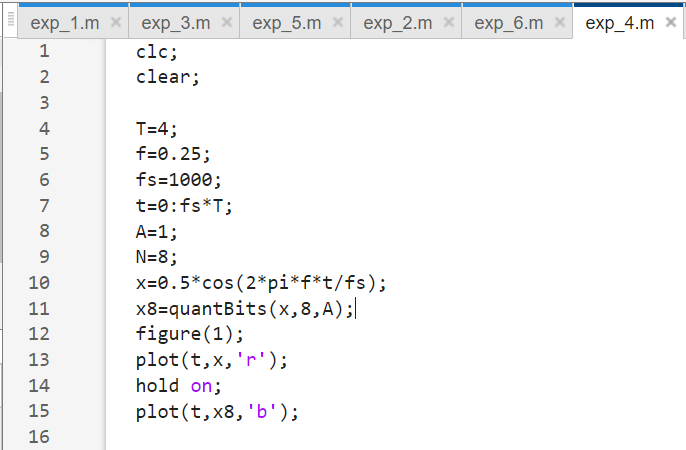 exp_1.m × exp_3.m × exp_5.m × exp_2.m × exp_6.m × exp_4.m ×
1 clc;
2 clear;
3
4 T=4;
5 f=0.25;
6 fs=1000;
7 t=0:fs*T;
8 A=1;
9 N=8;
10 x=0.5*cos(2*pi*f*t/fs);
11 x8=quantBits(x,8,A);
12 figure(1);
13 plot(t,x,'r');
14 hold on;
15 plot(t,x8,'b');
16